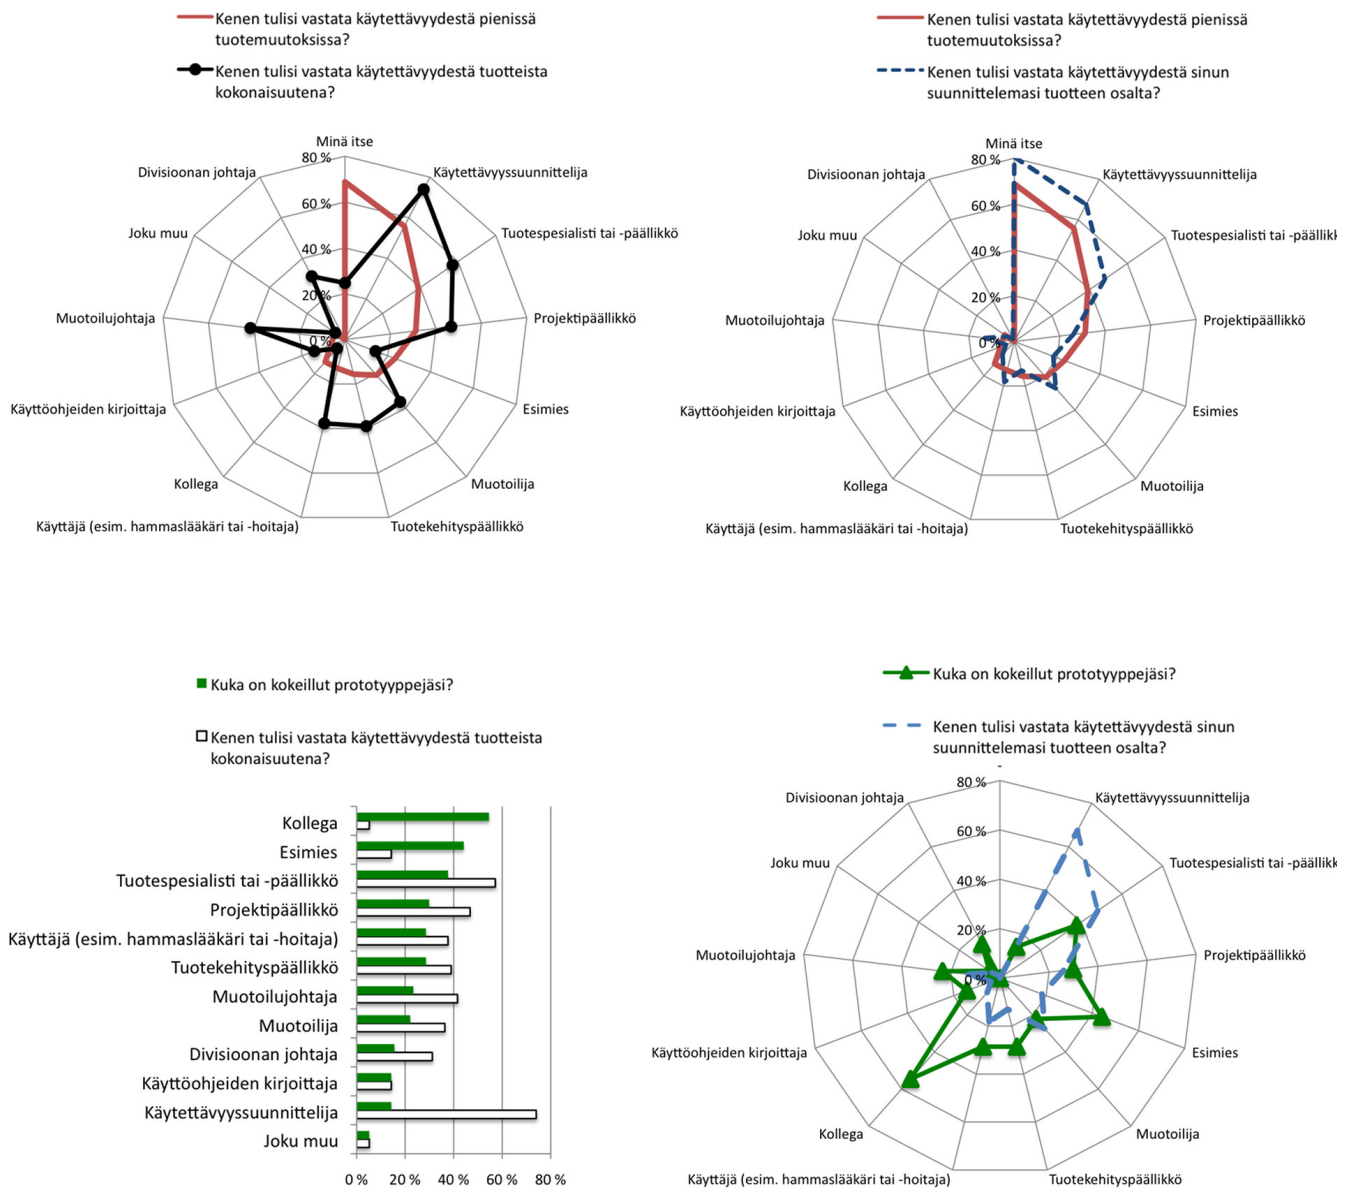 Kenen tulisi vastata käytettävyydestä pienissä
tuotemuutoksissa?
Kenen tulisi vastata käytettävyydestä tuotteista
kokonaisuutena?
Minä itse
80 %
60 %
40 %
20 %
0 %
Käytettävyyssuunnittelija
Tuotespesialisti tai -päällikkö
Projektipäällikkö
Esimies
Muotoilija
Tuotekehityspäällikkö
Käyttäjä (esim. hammaslääkäri tai -hoitaja)
Kollega
Käyttöohjeiden kirjoittaja
Muotoilujohtaja
Joku muu
Divisioonan johtaja
Kenen tulisi vastata käytettävyydestä pienissä
tuotemuutoksissa?
Kenen tulisi vastata käytettävyydestä sinun
suunnittelemasi tuotteen osalta?
Minä itse
80 %
60 %
40 %
20 %
0 %
Käytettävyyssuunnittelija
Tuotespesialisti tai -päällikk
Projektipäällikkö
Esimies
Muotoilija
Tuotekehityspäällikkö
Käyttäjä (esim. hammaslääkäri tai -hoitaja)
Kollega
Käyttöohjeiden kirjoittaja
Muotoilujohtaja
Joku muu
Divisioonan johtaja
Kuka on kokeillut prototyyppejäsi?
Kenen tulisi vastata käytettävyydestä tuotteista
kokonaisuutena?
Kollega
Esimies
Tuotespesialisti tai -päällikkö
Projektipäällikkö
Käyttäjä (esim. hammaslääkäri tai -hoitaja)
Tuotekehityspäällikkö
Muotoilujohtaja
Muotoilija
Divisioonan johtaja
Käyttöohjeiden kirjoittaja
Käytettävyyssuunnittelija
Joku muu
0 % 20 % 40 % 60 % 80 %
Kuka on kokeillut prototyyppejäsi?
Kenen tulisi vastata käytettävyydestä sinun
suunnittelemasi tuotteen osalta?
-
80 %
60 %
40 %
20 %
0 %
Käytettävyyssuunnittelija
Tuotespesialisti tai -päällikk
Projektipäällikkö
Esimies
Muotoilija
Tuotekehityspäällikkö
Käyttäjä (esim. hammaslääkäri tai -hoitaja)
Kollega
Käyttöohjeiden kirjoittaja
Muotoilujohtaja
Joku muu
Divisioonan johtaja